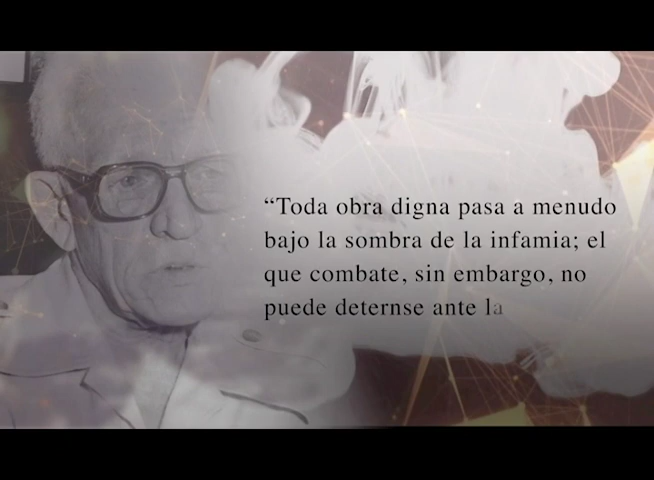 “Toda obra digna pasa a menudo
bajo la sombra de la infamia; el
que combate, sin embargo, no
puede deternse ante la